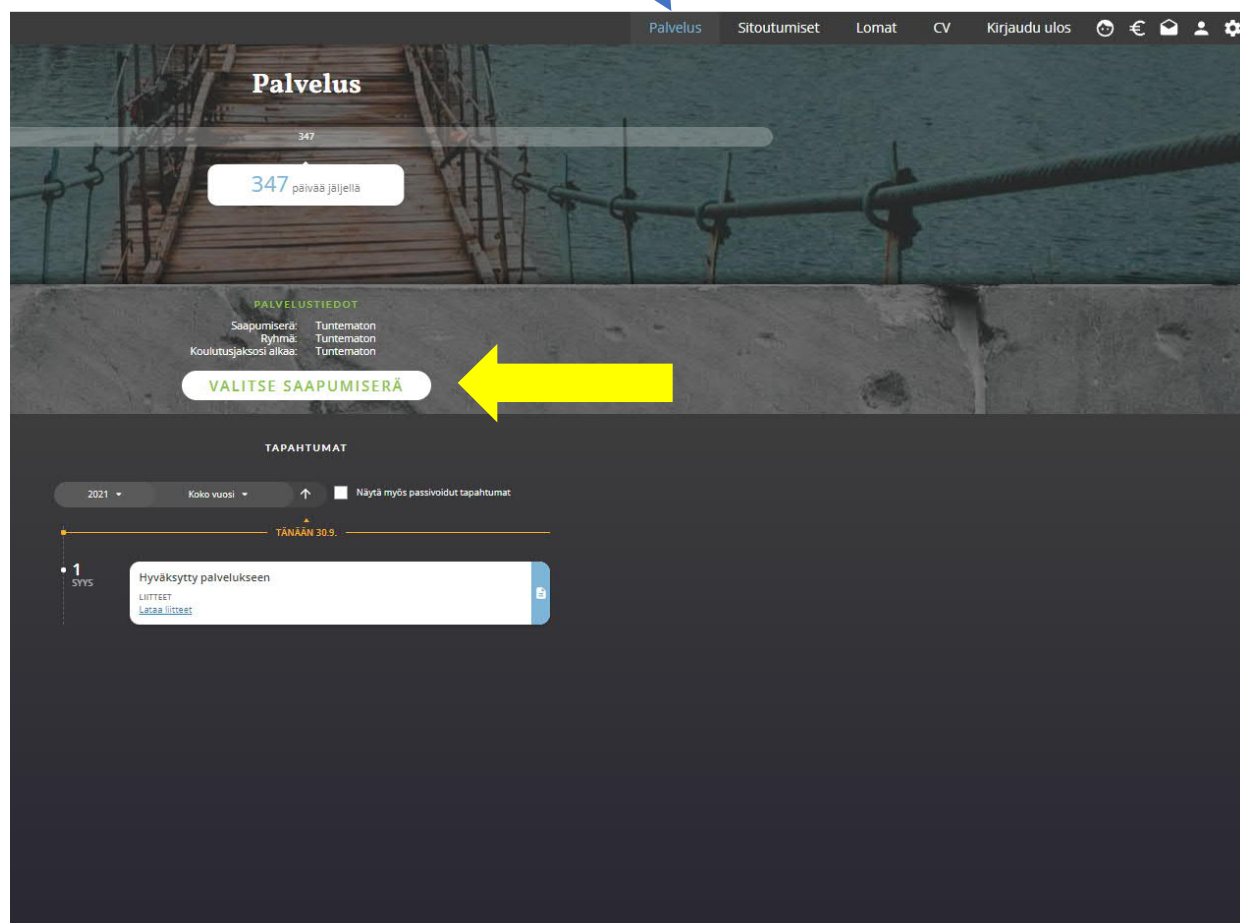 Palvelus Sitoutumiset Lomat CV Kirjaudu ulos €
Palvelus
347
347 päivää jäljellä
PALVELUSTIEDOT
Saapumiserä: Tuntematon
Ryhmä: Tuntematon
Koulutusjaksosi alkaa: Tuntematon
VALITSE SAAPUMISERÄ
TAPAHTUMAT
2021 Koko vuosi Näytä myös passivoidut tapahtumat
TÄNÄÄN 30.9.
1
SYYS
Hyväksytty palvelukseen
LIITTEET
Lataa liitteet